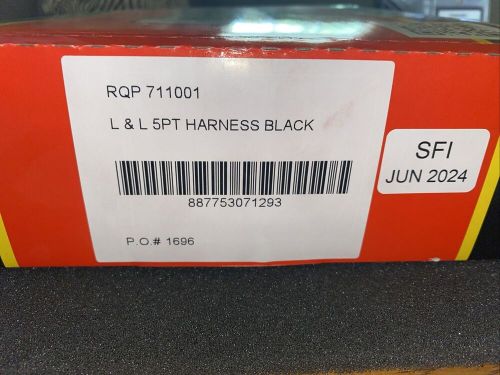 RQP 711001
L & L 5PT HARNESS BLACK
887753071293
P.O.# 1696
SFI
JUN 2024